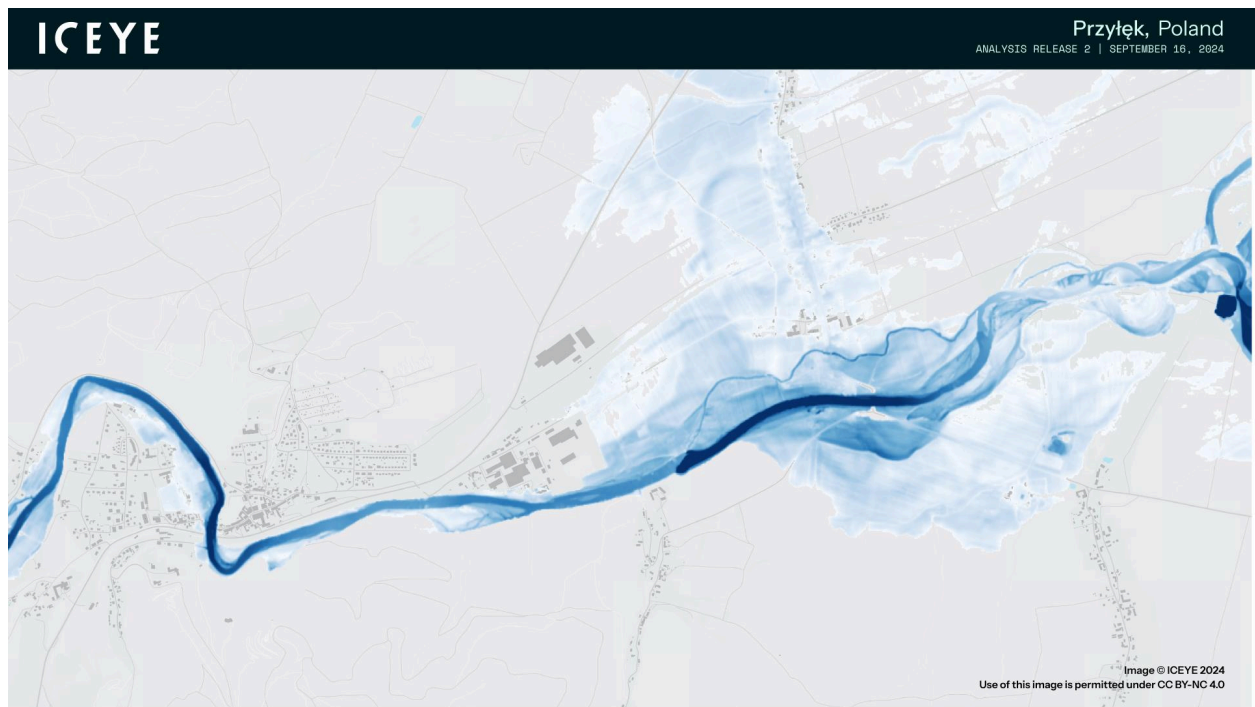 ICEYE
Przyłęk, Poland
ANALYSIS RELEASE 2 | SEPTEMBER 16, 2024
Image © ICEYE 2024
Use of this image is permitted under CC BY-NC 4.0